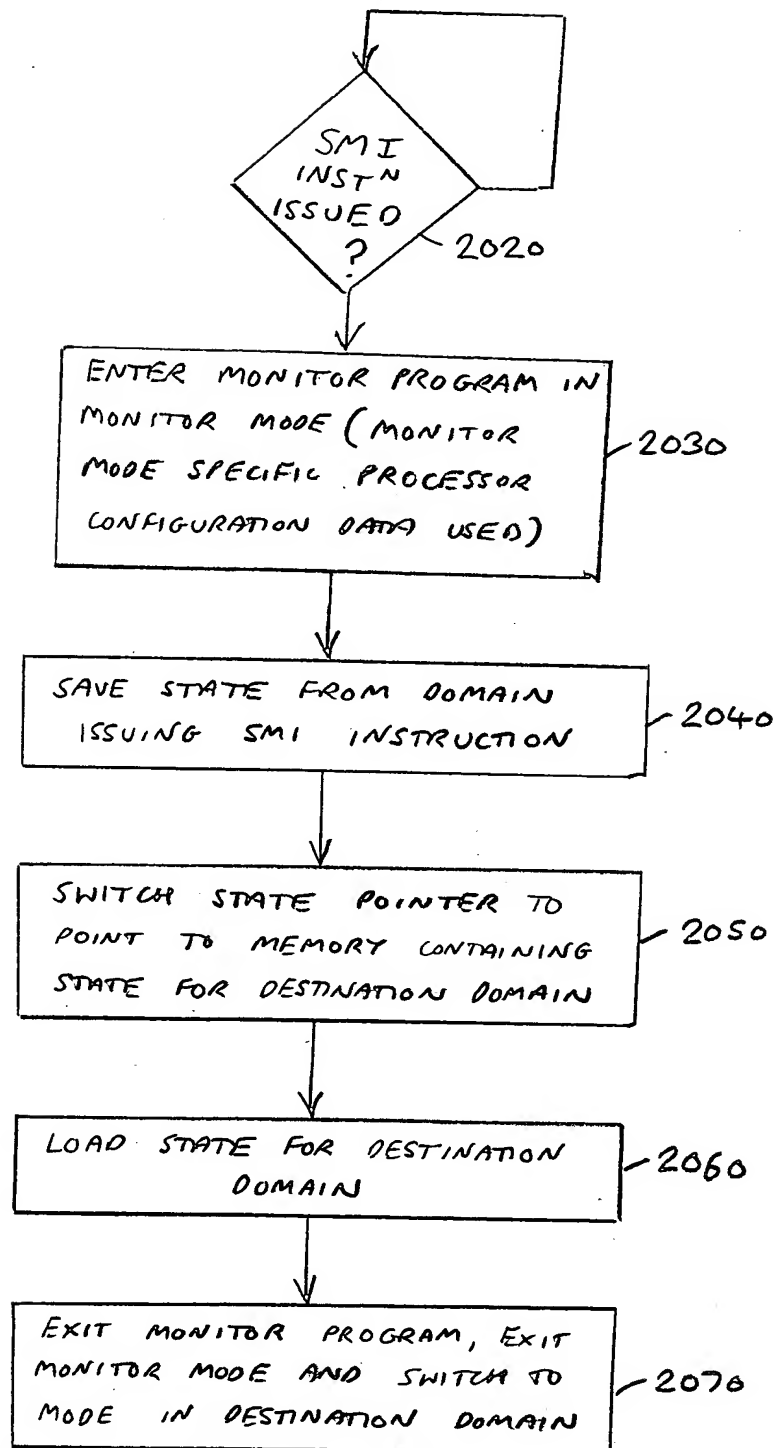 SMI
INSTN
ISSUED
?
2020
ENTER MONITOR PROGRAM IN
MONITOR MODE (MONITOR
MODE SPECIFIC PROCESSOR
CONFIGURATION DATA USED)
2030
SAVE STATE FROM DOMAIN
ISSUING SMI INSTRUCTION
2040
SWITCH STATE POINTER TO
POINT TO MEMORY CONTAINING
STATE FOR DESTINATION DOMAIN
2050
LOAD STATE FOR DESTINATION
DOMAIN
2060
EXIT MONITOR PROGRAM, EXIT
MONITOR MODE AND SWITCH TO
MODE IN DESTINATION DOMAIN
2070